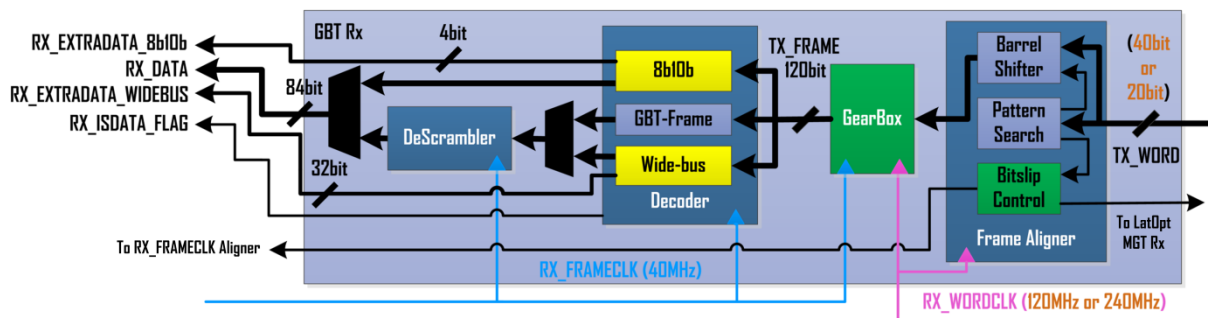 GBT Rx
RX_EXTRADATA_8b10b
RX_DATA
RX_EXTRADATA_WIDEBUS
RX_ISDATA_FLAG
4bit
84bit
32bit
DeScrambler
8b10b
GBT-Frame
Wide-bus
Decoder
TX_FRAME
120bit
GearBox
Barrel
Shifter
Pattern
Search
Bitslip
Control
Frame Aligner
(40bit
or
20bit)
TX_WORD
To LatOpt
MGT Rx
To RX_FRAMECLK Aligner
RX_FRAMECLK (40MHz)
RX_WORDCLK (120MHz or 240MHz)